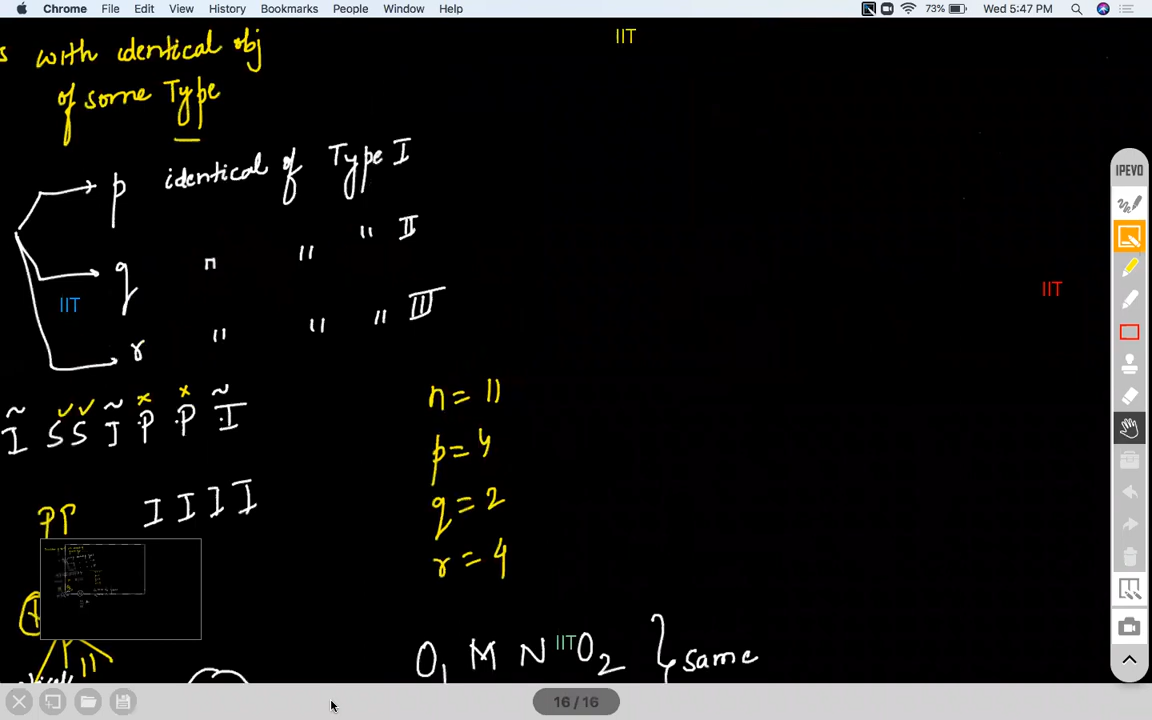 Chrome File Edit View History Bookmarks People Window Help 73% Wed 5:47 PM
IIT
s with identical obj
of some Type
p identical of Type I
IPEVO
q " " " II
IIT
IIT
r " " " III
I S S I P P I
n = 11
p = 4
PP I I I I
q = 2
r = 4
O1 M N IIT O2 } same
16 / 16